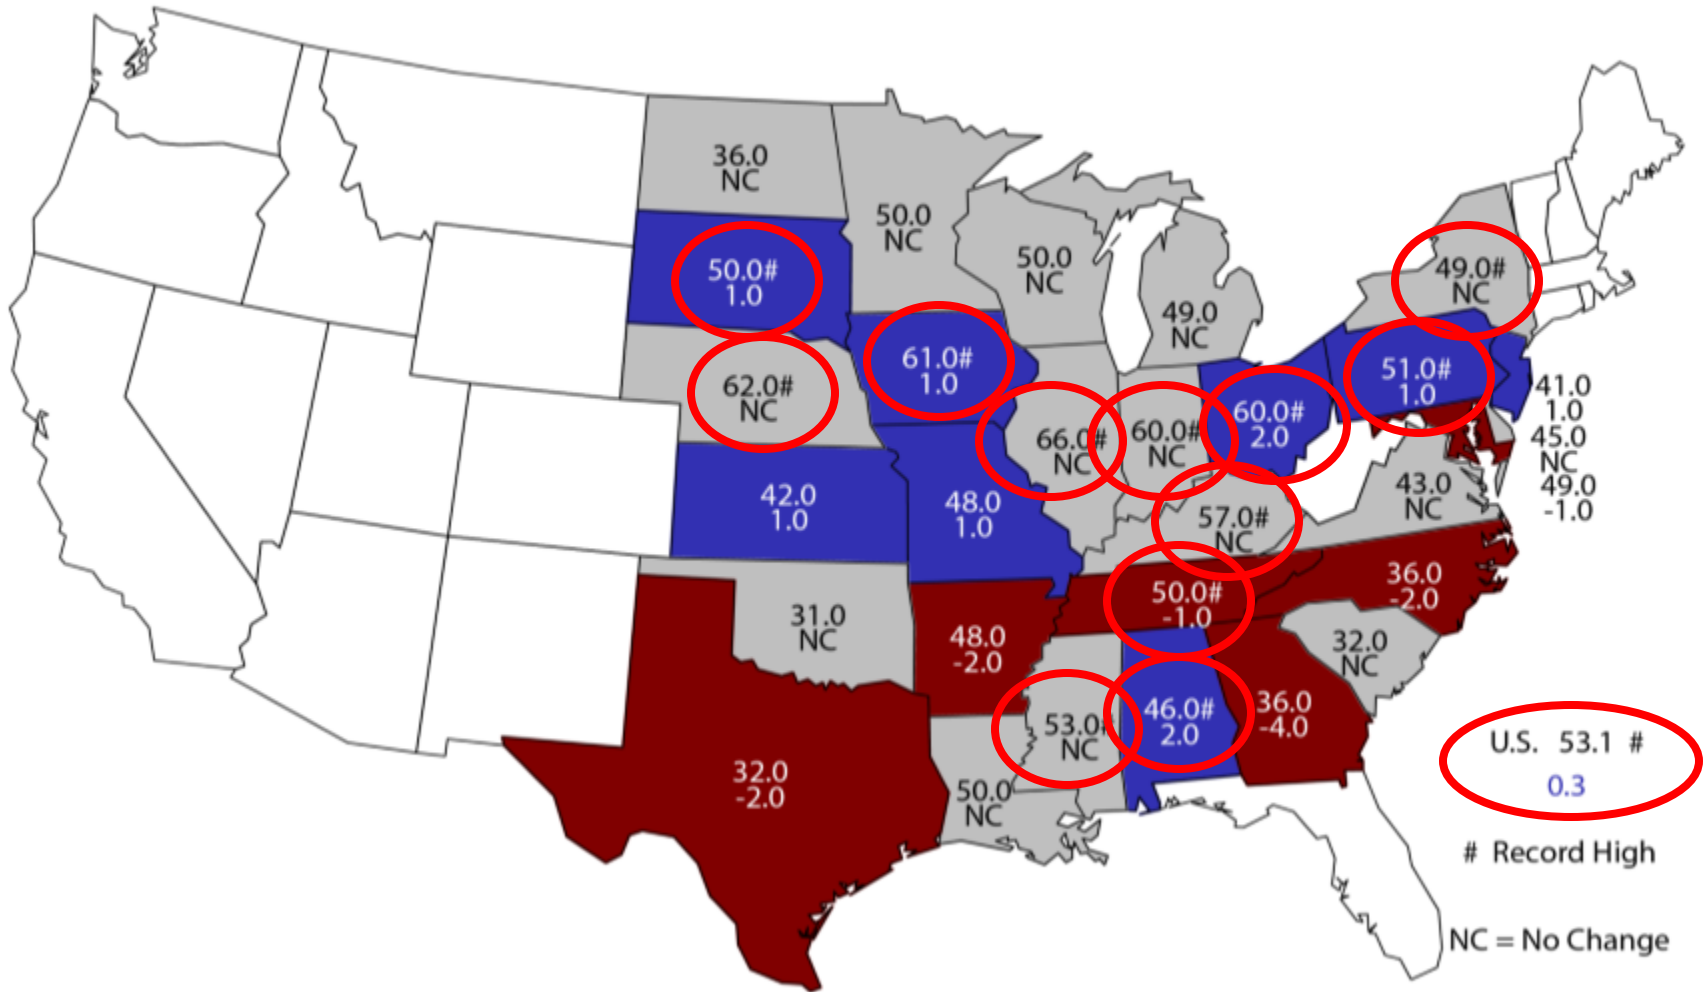 36.0
NC
50.0
NC
50.0#
1.0
50.0
NC
49.0#
NC
49.0
NC
61.0#
1.0
62.0#
NC
51.0#
1.0
41.0
1.0
60.0#
2.0
66.0#
NC
60.0#
NC
45.0
NC
49.0
-1.0
42.0
1.0
48.0
1.0
43.0
NC
57.0#
NC
50.0#
-1.0
36.0
-2.0
31.0
NC
48.0
-2.0
32.0
NC
53.0#
NC
46.0#
2.0
36.0
-4.0
32.0
-2.0
50.0
NC
U.S. 53.1 #
0.3
# Record High
NC = No Change